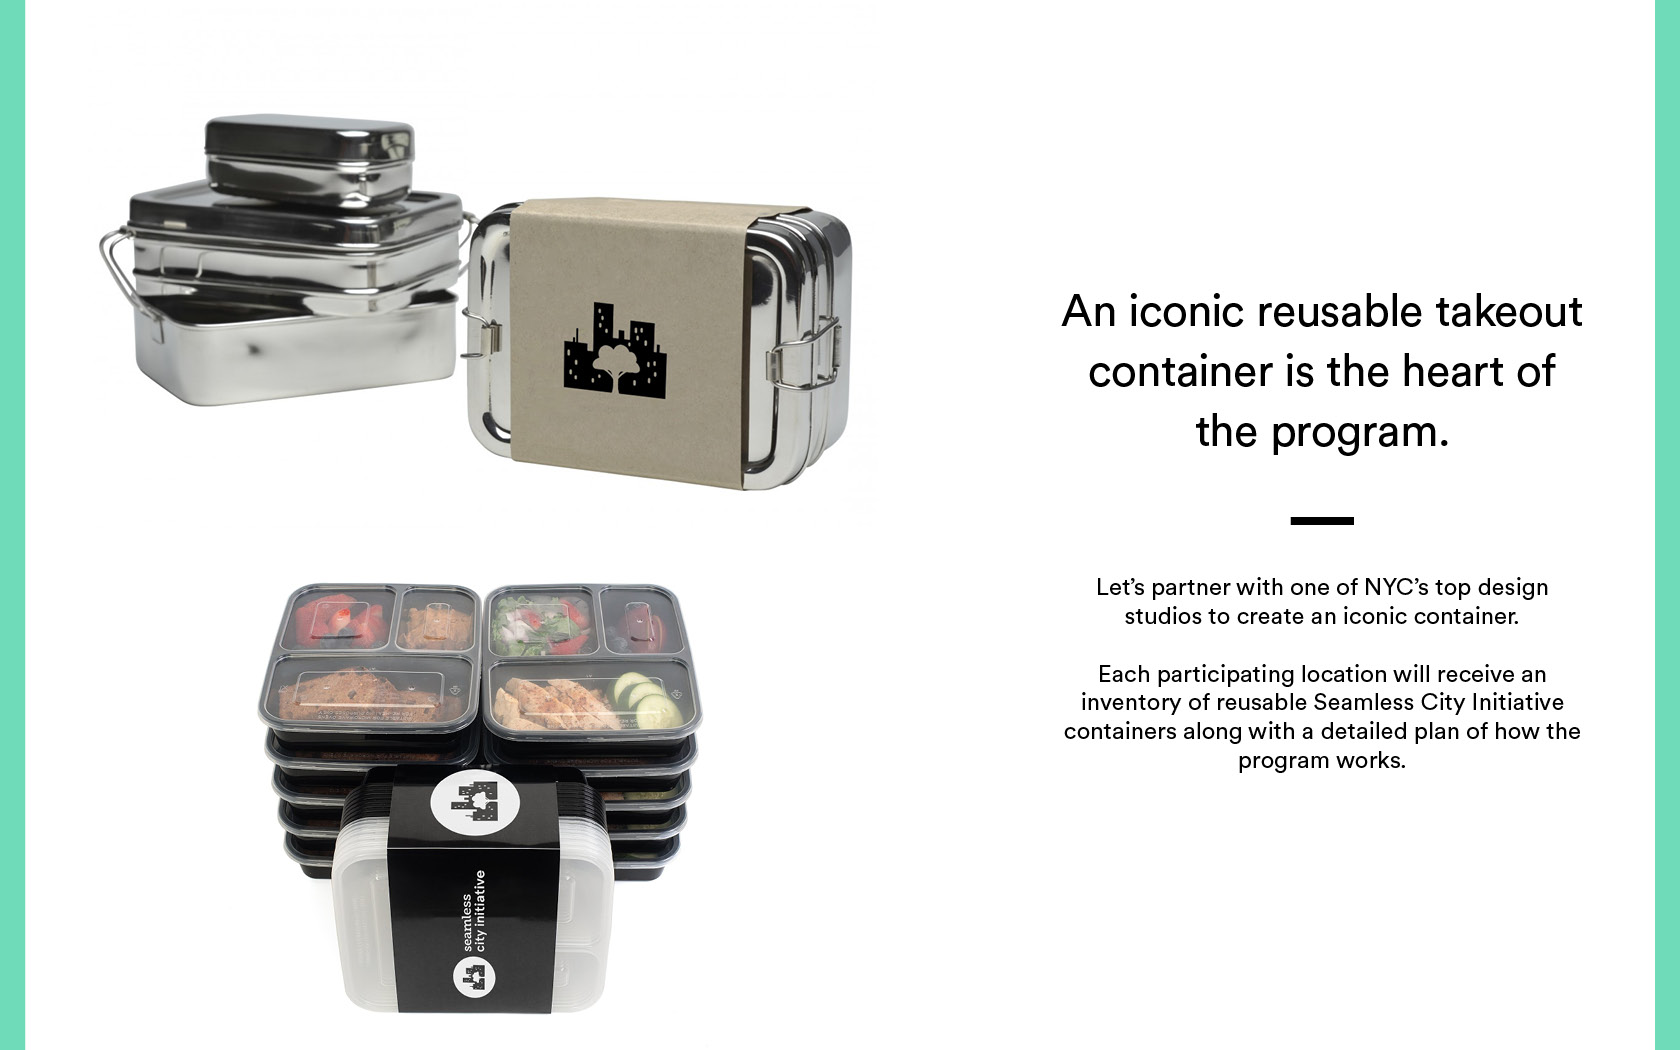 An iconic reusable takeout
container is the heart of
the program.
Let’s partner with one of NYC’s top design
studios to create an iconic container.
Each participating location will receive an
inventory of reusable Seamless City Initiative
containers along with a detailed plan of how the
program works.
seamless
city initiative